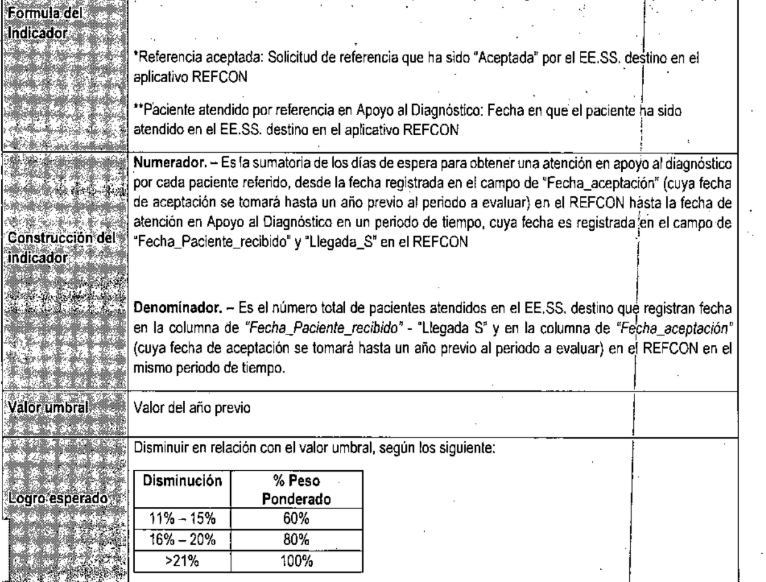 Formula del
Indicador
*Referencia aceptada: Solicitud de referencia que ha sido "Aceptada" por el EE.SS. destino en el
aplicativo REFCON
**Paciente atendido por referencia en Apoyo al Diagnóstico: Fecha en que el paciente ha sido
atendido en el EE.SS. destino en el aplicativo REFCON
Construcción del
indicador
Numerador. – Es la sumatoria de los días de espera para obtener una atención en apoyo al diagnóstico
por cada paciente referido, desde la fecha registrada en el campo de "Fecha_aceptación" (cuya fecha
de aceptación se tomará hasta un año previo al periodo a evaluar) en el REFCON hasta la fecha de
atención en Apoyo al Diagnóstico en un periodo de tiempo, cuya fecha es registrada en el campo de
"Fecha_Paciente_recibido" y "Llegada_S" en el REFCON
Denominador. – Es el número total de pacientes atendidos en el EE.SS. destino que registran fecha
en la columna de "Fecha_Paciente_recibido" - "Llegada S" y en la columna de "Fecha_aceptación"
(cuya fecha de aceptación se tomará hasta un año previo al periodo a evaluar) en el REFCON en el
mismo periodo de tiempo.
Valor umbral
Valor del año previo
Logro esperado
Disminuir en relación con el valor umbral, según los siguiente:
Disminución % Peso
Ponderado
11% – 15% 60%
16% – 20% 80%
>21% 100%